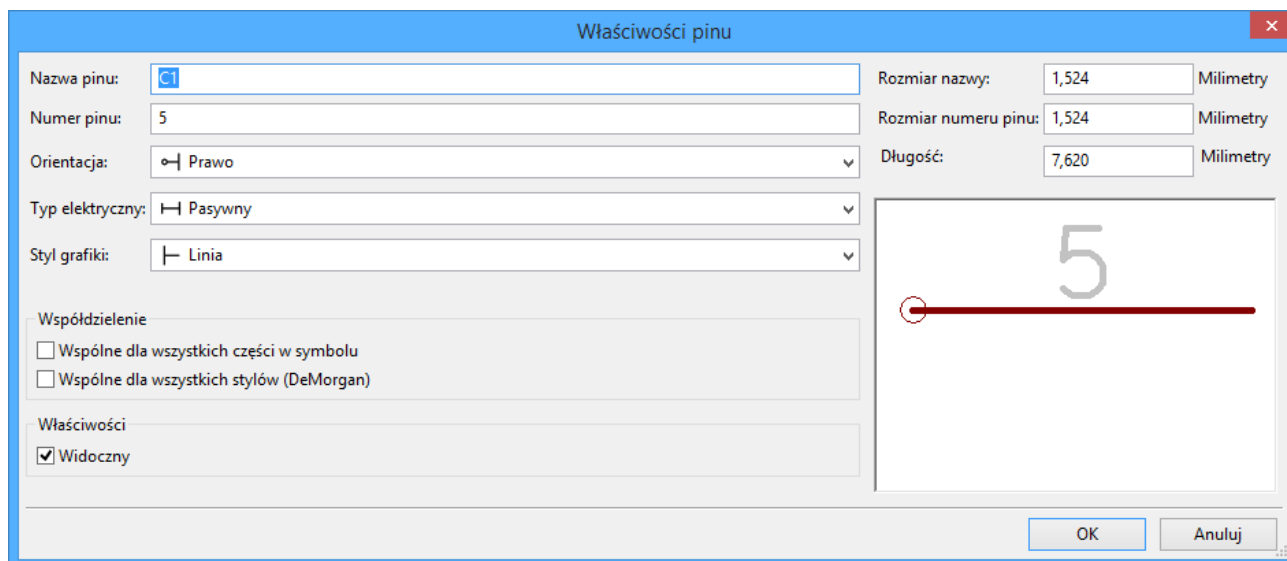 Właściwości pinu
Nazwa pinu: C1
Numer pinu: 5
Orientacja: Prawo
Typ elektryczny: Pasywny
Styl grafiki: Linia
Współdzielenie
Wspólne dla wszystkich części w symbolu
Wspólne dla wszystkich stylów (DeMorgan)
Właściwości
Widoczny
Rozmiar nazwy: 1,524 Milimetry
Rozmiar numeru pinu: 1,524 Milimetry
Długość: 7,620 Milimetry
5
OK Anuluj